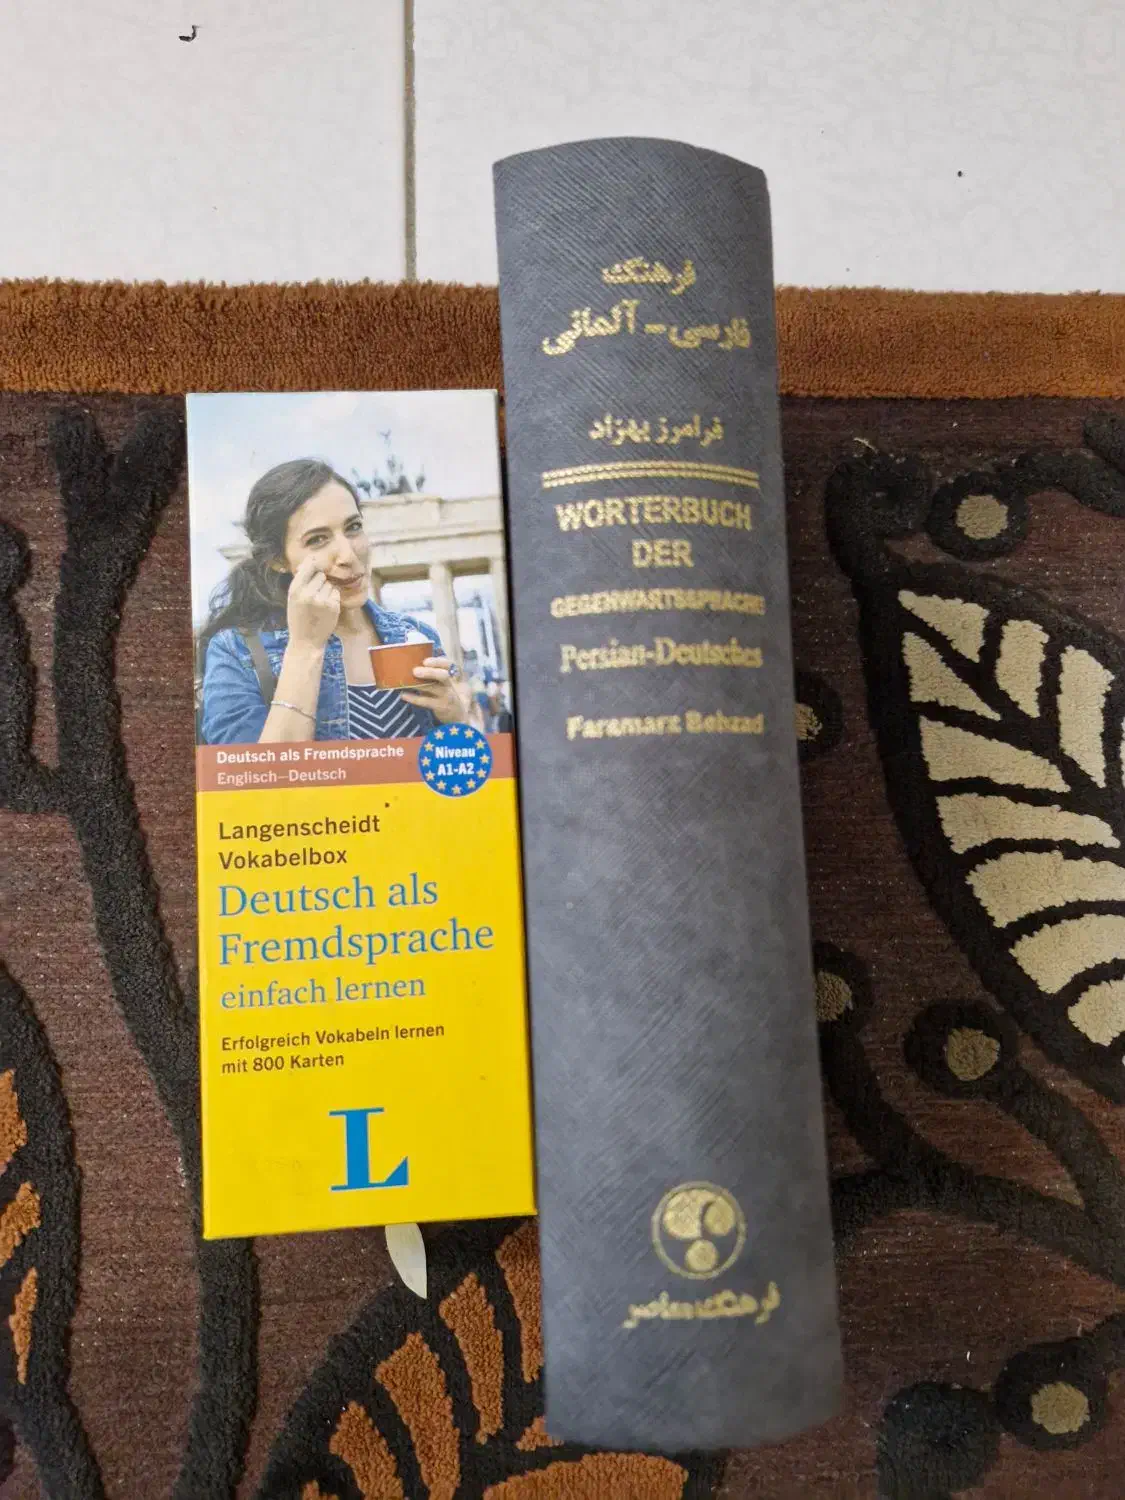 Deutsch als Fremdsprache
Englisch–Deutsch
Niveau
A1-A2
Langenscheidt
Vokabelbox
Deutsch als
Fremdsprache
einfach lernen
Erfolgreich Vokabeln lernen
mit 800 Karten
L
فرهنگ
فارسی-آلمانی
فرامرز بهزاد
WORTERBUCH
DER
GEGENWARTSSPRACHE
Persian-Deutsches
Faramarz Behzad
فرهنگ معاصر